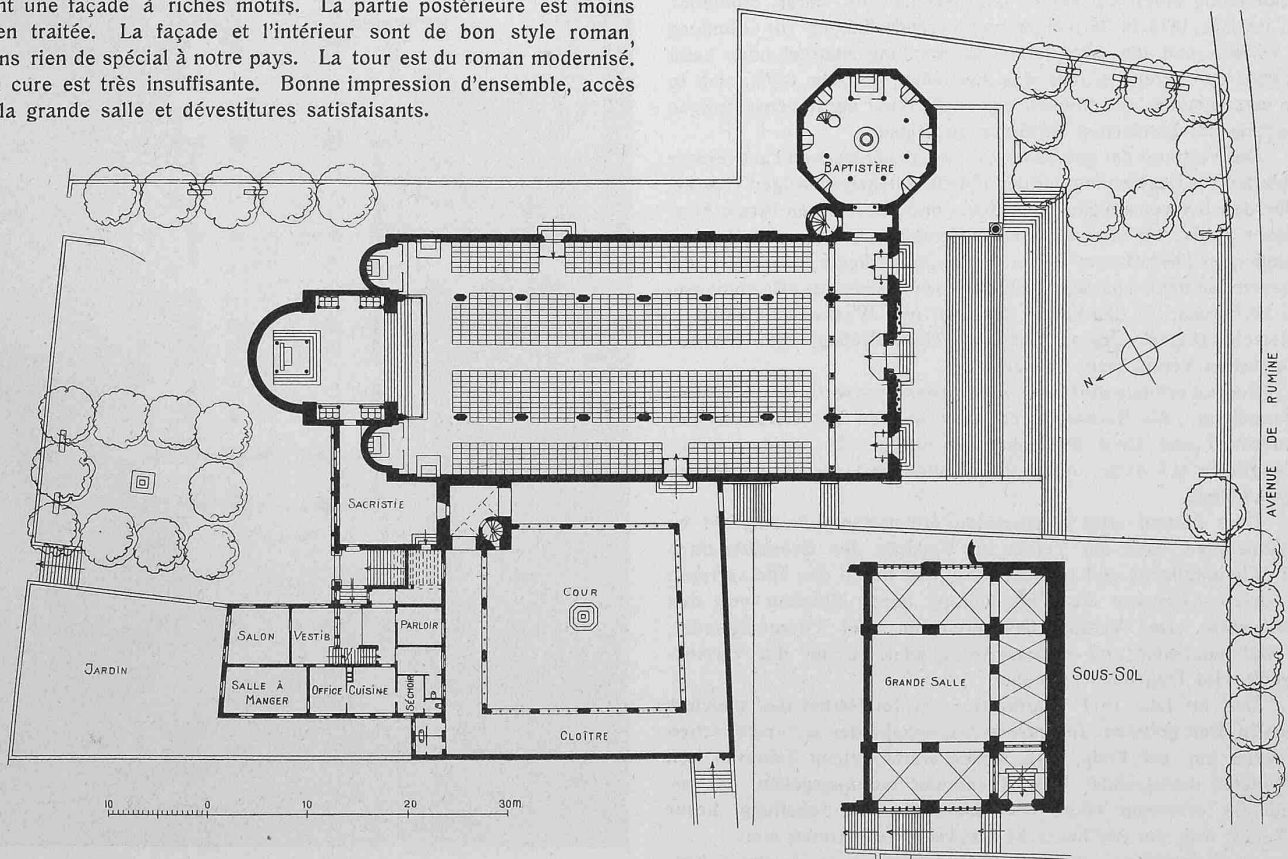 nt une façade à riches motifs. La partie postérieure est moins
en traitée. La façade et l'intérieur sont de bon style roman
ns rien de spécial à notre pays. La tour est du roman modernisé,
cure est très insuffisante. Bonne impression d'ensemble, accès
la grande salle et dévestitures satisfaisants.
BAPTISTÈRE
N
AVENUE DE RUMINE
SACRISTIE
COUR
SALON
VESTIB
PARLOIR
JARDIN
SALLE À
MANGER
OFFICE
CUISINE
SÉCHOIR
CLOÎTRE
GRANDE SALLE
SOUS-SOL
10 0 10 20 30m